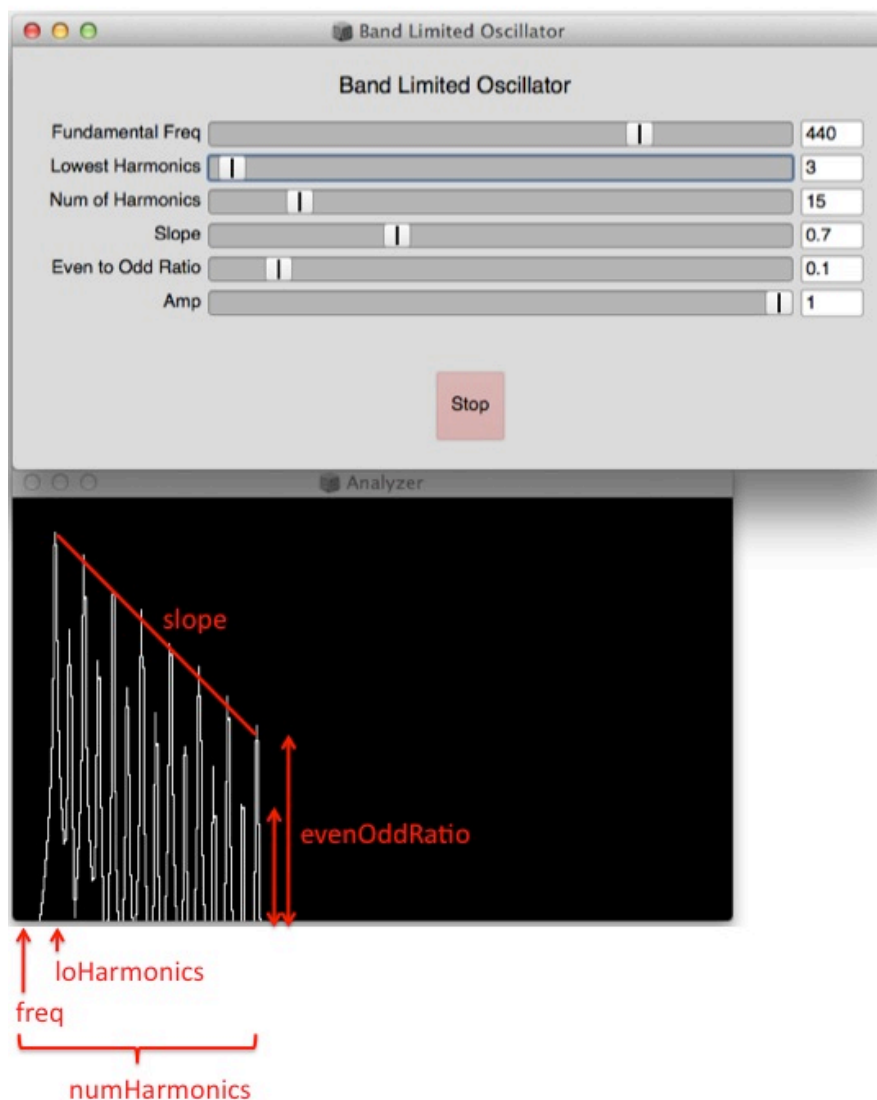 Band Limited Oscillator
Band Limited Oscillator
Fundamental Freq 440
Lowest Harmonics 3
Num of Harmonics 15
Slope 0.7
Even to Odd Ratio 0.1
Amp 1
Stop
Analyzer
slope
evenOddRatio
loHarmonics
freq
numHarmonics